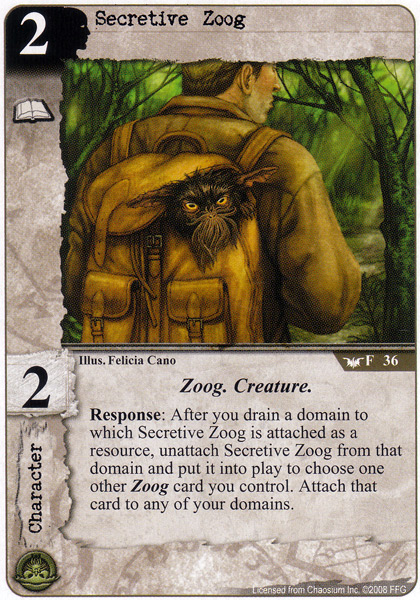 2
Secretive Zoog
Illus. Felicia Cano
F 36
2
Zoog. Creature.
Response: After you drain a domain to
which Secretive Zoog is attached as a
resource, unattach Secretive Zoog from that
domain and put it into play to choose one
other Zoog card you control. Attach that
card to any of your domains.
Character
Licensed from Chaosium Inc. ©2008 FFG